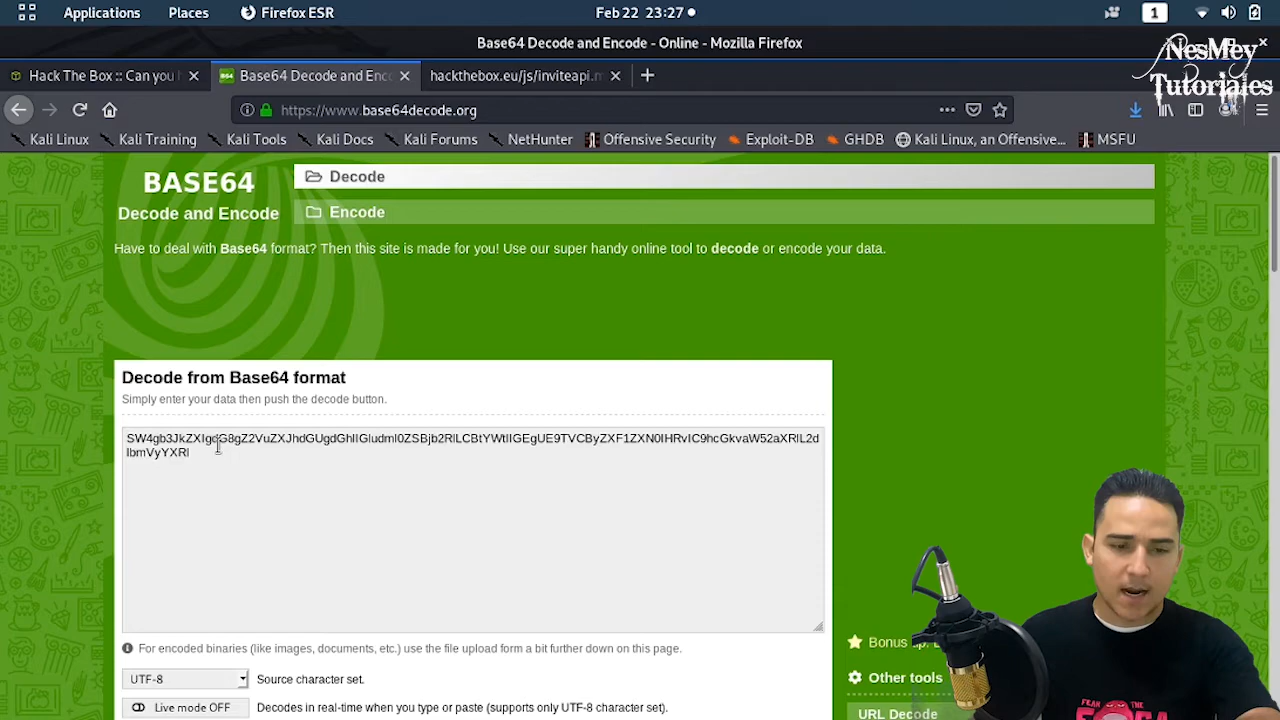 Applications Places Firefox ESR Feb 22 23:27 1
Base64 Decode and Encode - Online - Mozilla Firefox
NesMey
Tutoriales
Hack The Box :: Can you
B64 Base64 Decode and Enc
hackthebox.eu/js/inviteapi.m
https://www.base64decode.org
Kali Linux Kali Training Kali Tools Kali Docs Kali Forums NetHunter Offensive Security Exploit-DB GHDB Kali Linux, an Offensive... MSFU
BASE64
Decode and Encode
Decode
Encode
Have to deal with Base64 format? Then this site is made for you! Use our super handy online tool to decode or encode your data.
Decode from Base64 format
Simply enter your data then push the decode button.
SW4gb3JkZXIgdG8gZ2VuZXJhdGUgdGhlIGludml0ZSBjb2RlLCBtYWtlIGEgUE9TVCByZXF1ZXN0IHRvIC9hcGkvaW52aXRlL2d
lbmVyYXRl
For encoded binaries (like images, documents, etc.) use the file upload form a bit further down on this page.
UTF-8 Source character set.
Live mode OFF Decodes in real-time when you type or paste (supports only UTF-8 character set).
Bonus
Other tools
URL Decode
FEAR THE